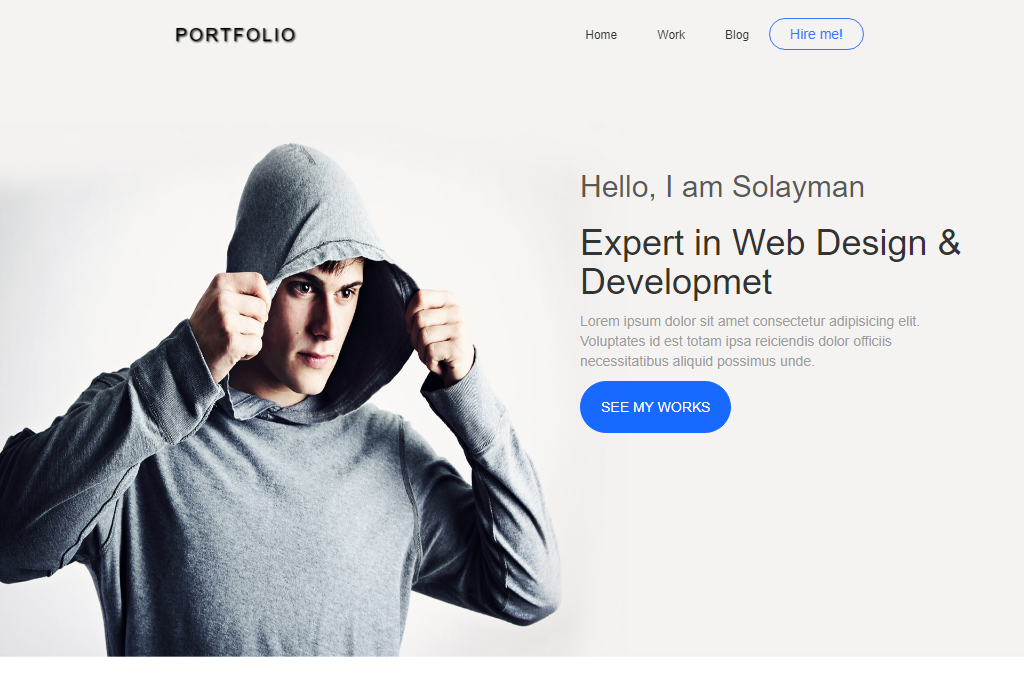 PORTFOLIO
Home
Work
Blog
Hire me!
Hello, I am Solayman
Expert in Web Design &
Developmet
Lorem ipsum dolor sit amet consectetur adipisicing elit.
Voluptates id est totam ipsa reiciendis dolor officiis
necessitatibus aliquid possimus unde.
SEE MY WORKS